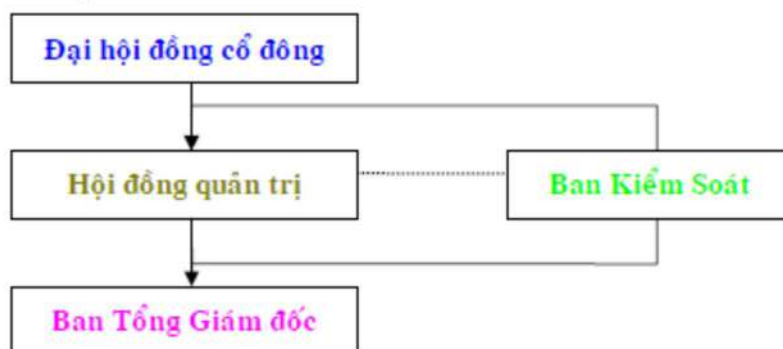 Đại hội đồng cổ đông
Hội đồng quản trị
Ban Kiểm Soát
Ban Tổng Giám đốc